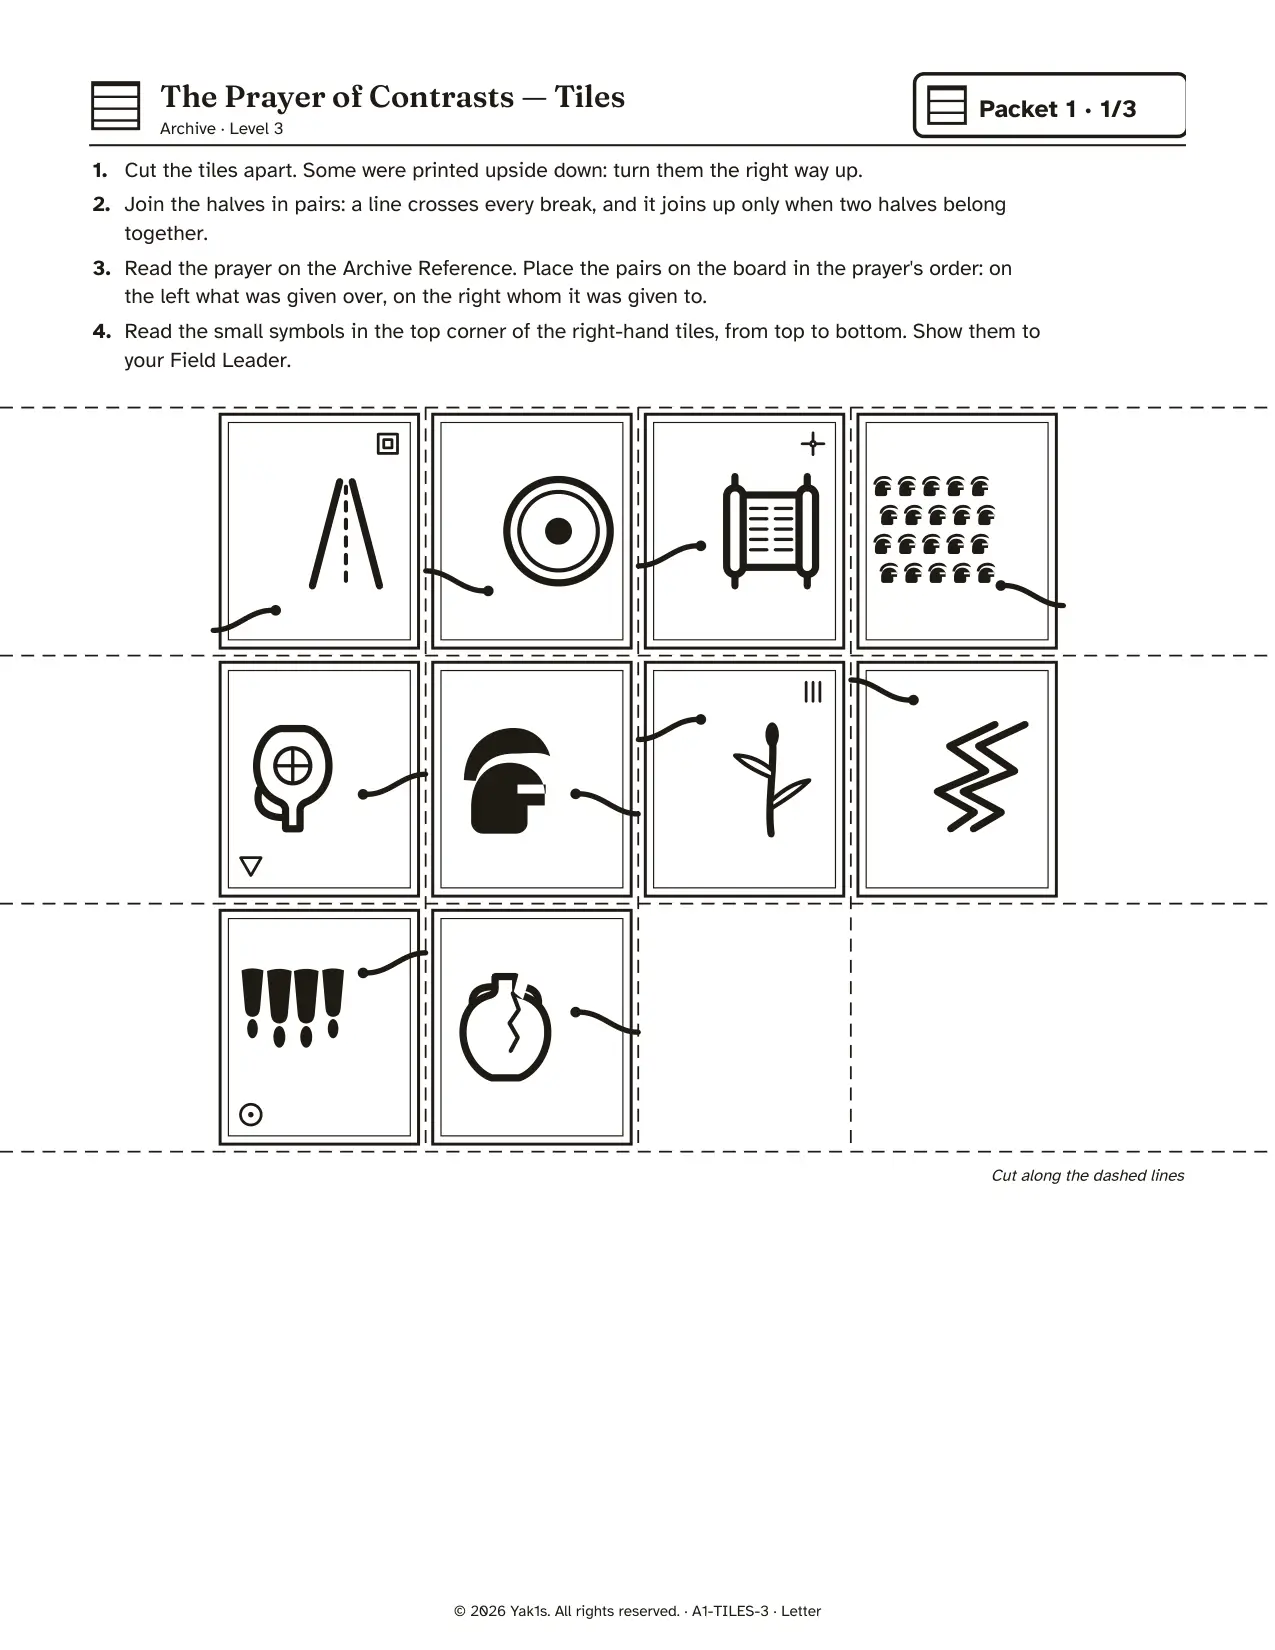 The Prayer of Contrasts — Tiles
Archive · Level 3
Packet 1 · 1/3
1. Cut the tiles apart. Some were printed upside down: turn them the right way up.
2. Join the halves in pairs: a line crosses every break, and it joins up only when two halves belong
together.
3. Read the prayer on the Archive Reference. Place the pairs on the board in the prayer's order: on
the left what was given over, on the right whom it was given to.
4. Read the small symbols in the top corner of the right-hand tiles, from top to bottom. Show them to
your Field Leader.
Cut along the dashed lines
© 2026 Yak1s. All rights reserved. · A1-TILES-3 · Letter